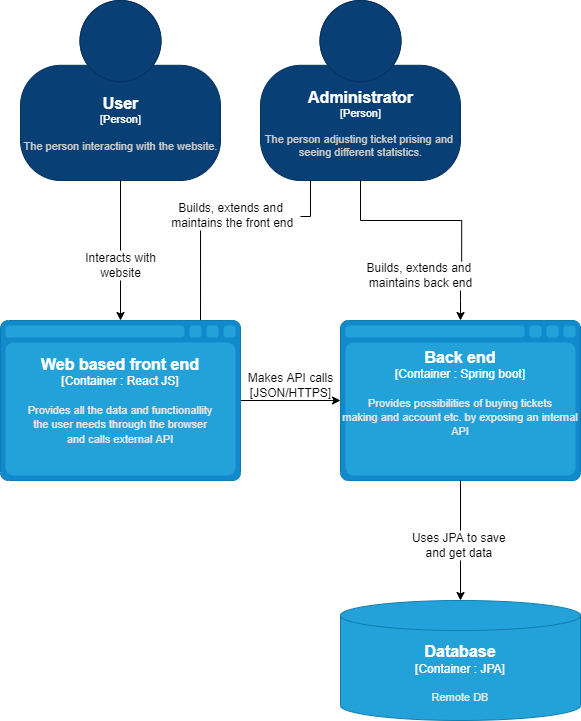 User
[Person]
The person interacting with the website.
Administrator
[Person]
The person adjusting ticket prising and
seeing different statistics.
Builds, extends and
maintains the front end
Interacts with
website
Builds, extends and
maintains back end
Web based front end
[Container : React JS]
Provides all the data and functionallity
the user needs through the browser
and calls external API
Makes API calls
[JSON/HTTPS]
Back end
[Container : Spring boot]
Provides possibilities of buying tickets
making and account etc. by exposing an internal
API
Uses JPA to save
and get data
Database
[Container : JPA]
Remote DB